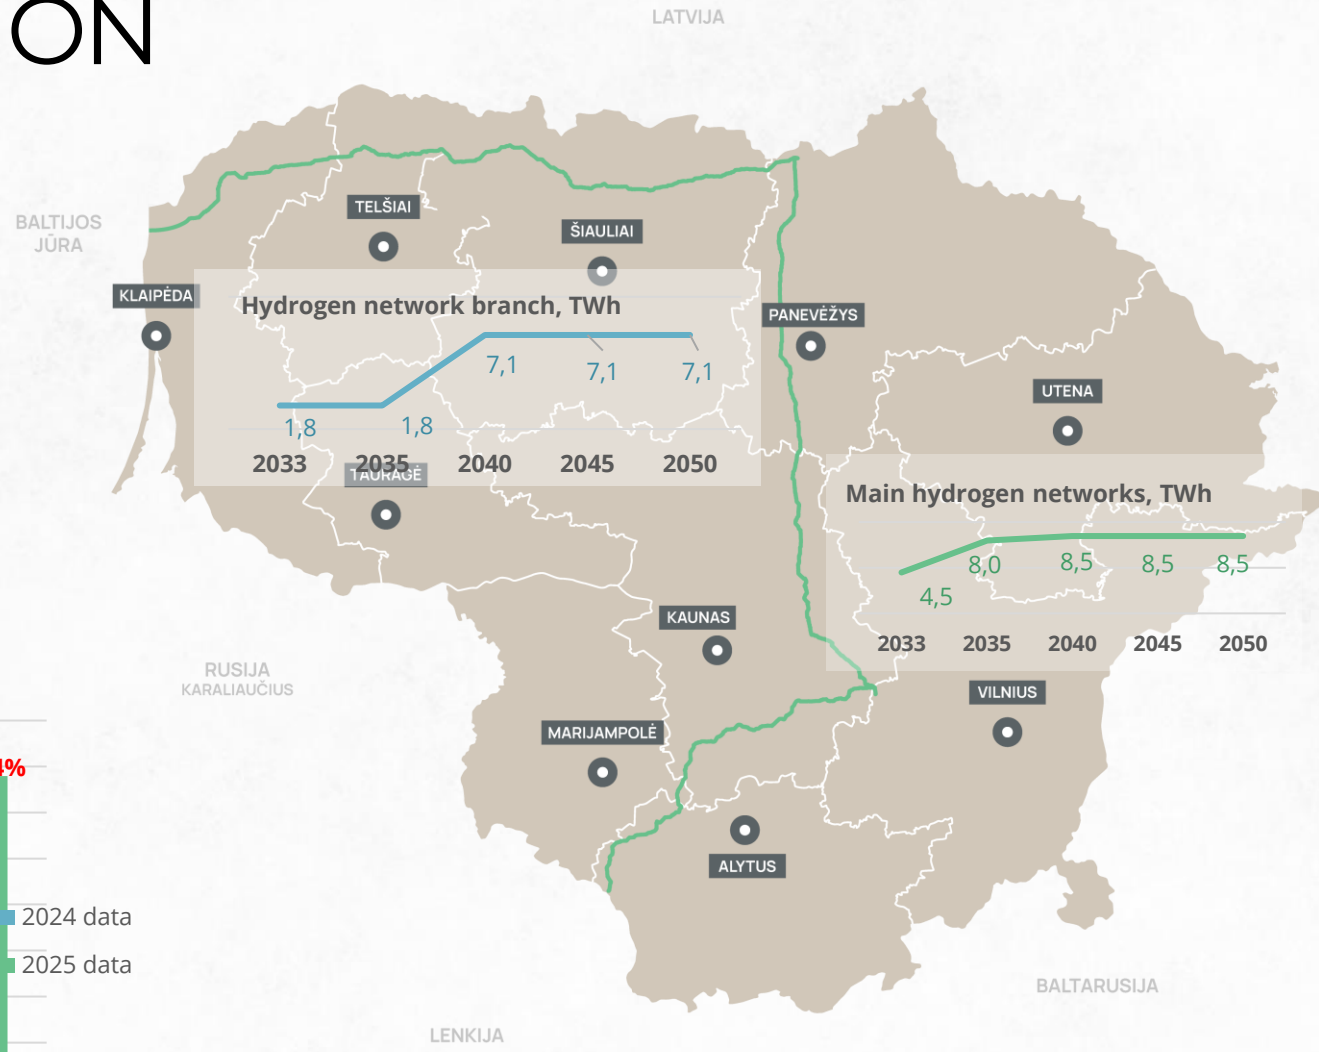 ON
LATVIJA
BALTIJOS
JŪRA
TELŠIAI
ŠIAULIAI
KLAIPĖDA
PANEVĖŽYS
Hydrogen network branch, TWh
7,1
7,1
7,1
1,8
1,8
2033 2035 2040 2045 2050
TAURAGĖ
UTENA
Main hydrogen networks, TWh
4,5
8,0
8,5
8,5
8,5
2033 2035 2040 2045 2050
KAUNAS
RUSIJA
KARALIAUČIUS
VILNIUS
MARIJAMPOLĖ
ALYTUS
2024 data
2025 data
BALTARUSIJA
LENKIJA